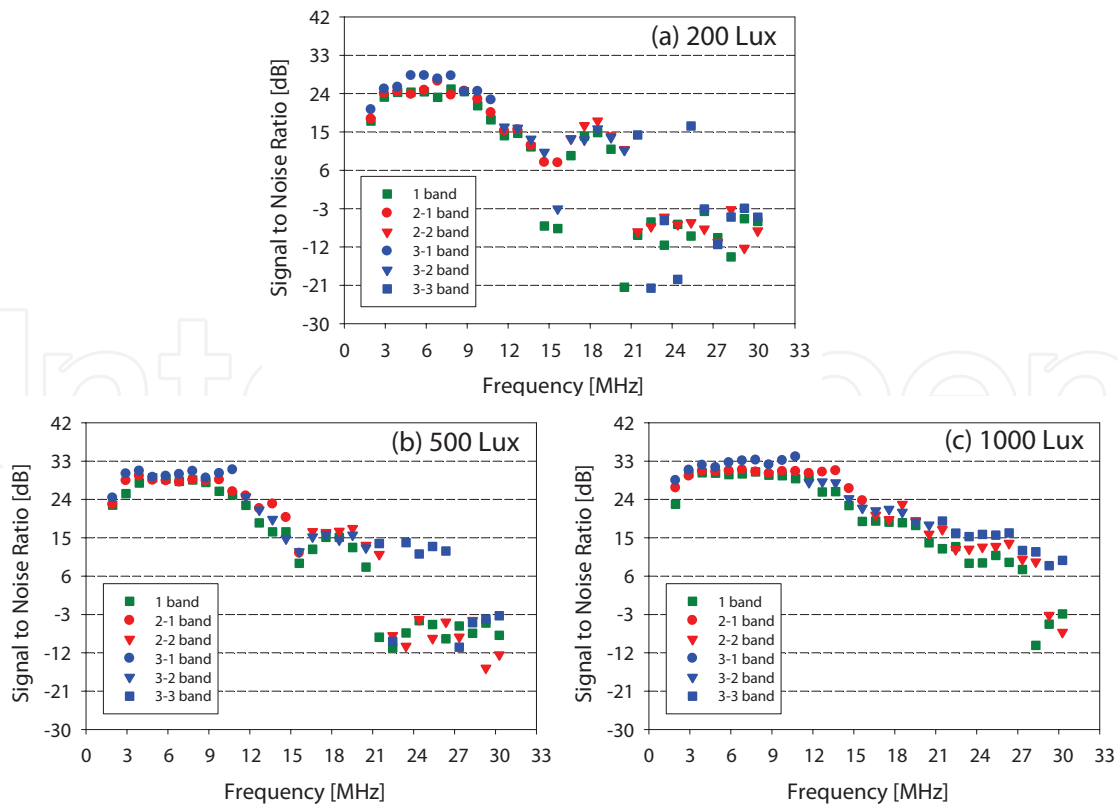 (a) 200 Lux
Signal to Noise Ratio [dB]
42
33
24
15
6
-3
-12
-21
-30
1 band
2-1 band
2-2 band
3-1 band
3-2 band
3-3 band
0 3 6 9 12 15 18 21 24 27 30 33
Frequency [MHz]
(b) 500 Lux
Signal to Noise Ratio [dB]
42
33
24
15
6
-3
-12
-21
-30
1 band
2-1 band
2-2 band
3-1 band
3-2 band
3-3 band
0 3 6 9 12 15 18 21 24 27 30 33
Frequency [MHz]
(c) 1000 Lux
Signal to Noise Ratio [dB]
42
33
24
15
6
-3
-12
-21
-30
1 band
2-1 band
2-2 band
3-1 band
3-2 band
3-3 band
0 3 6 9 12 15 18 21 24 27 30 33
Frequency [MHz]